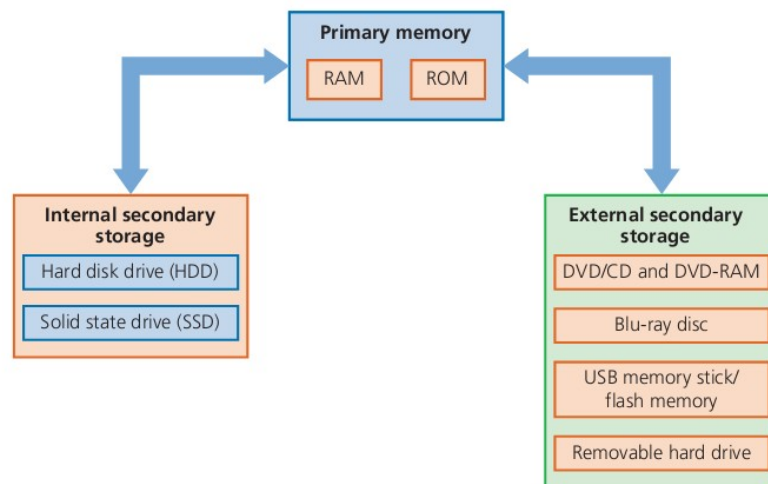 Primary memory
RAM
ROM
Internal secondary
storage
Hard disk drive (HDD)
Solid state drive (SSD)
External secondary
storage
DVD/CD and DVD-RAM
Blu-ray disc
USB memory stick/
flash memory
Removable hard drive